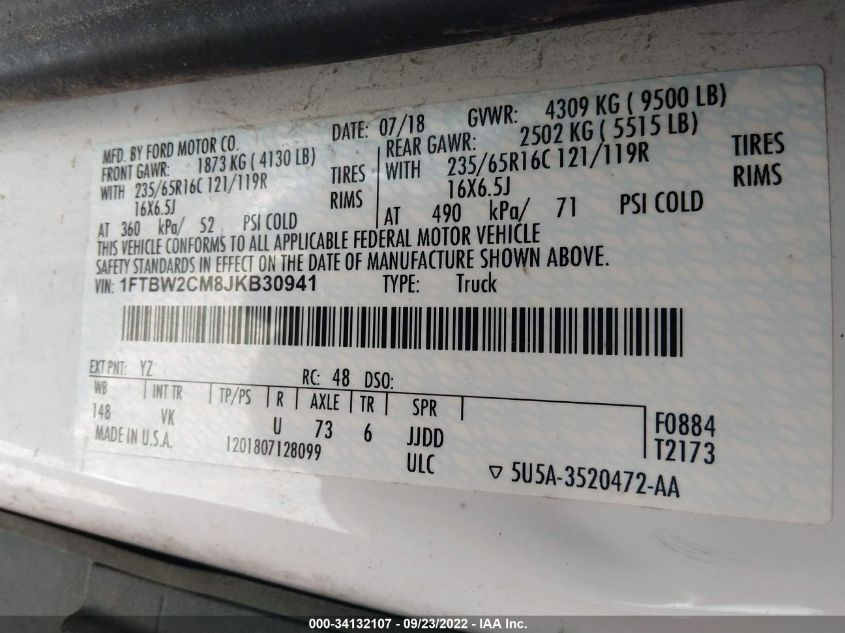 MFD. BY FORD MOTOR CO.
DATE: 07/18 GVWR: 4309 KG ( 9500 LB)
FRONT GAWR: 1873 KG ( 4130 LB)
WITH 235/65R16C 121/119R TIRES
16X6.5J RIMS
AT 360 kPa/ 52 PSI COLD
REAR GAWR: 2502 KG ( 5515 LB)
WITH 235/65R16C 121/119R TIRES
16X6.5J RIMS
AT 490 kPa/ 71 PSI COLD
THIS VEHICLE CONFORMS TO ALL APPLICABLE FEDERAL MOTOR VEHICLE
SAFETY STANDARDS IN EFFECT ON THE DATE OF MANUFACTURE SHOWN ABOVE.
VIN: 1FTBW2CM8JKB30941 TYPE: Truck
EXT PNT: YZ RC: 48 DSO:
WB INT TR TP/PS R AXLE TR SPR
148 VK U 73 6 JJDD F0884
MADE IN U.S.A. 1201807128099 ULC T2173
▽ 5U5A-3520472-AA
000-34132107 - 09/23/2022 - IAA Inc.